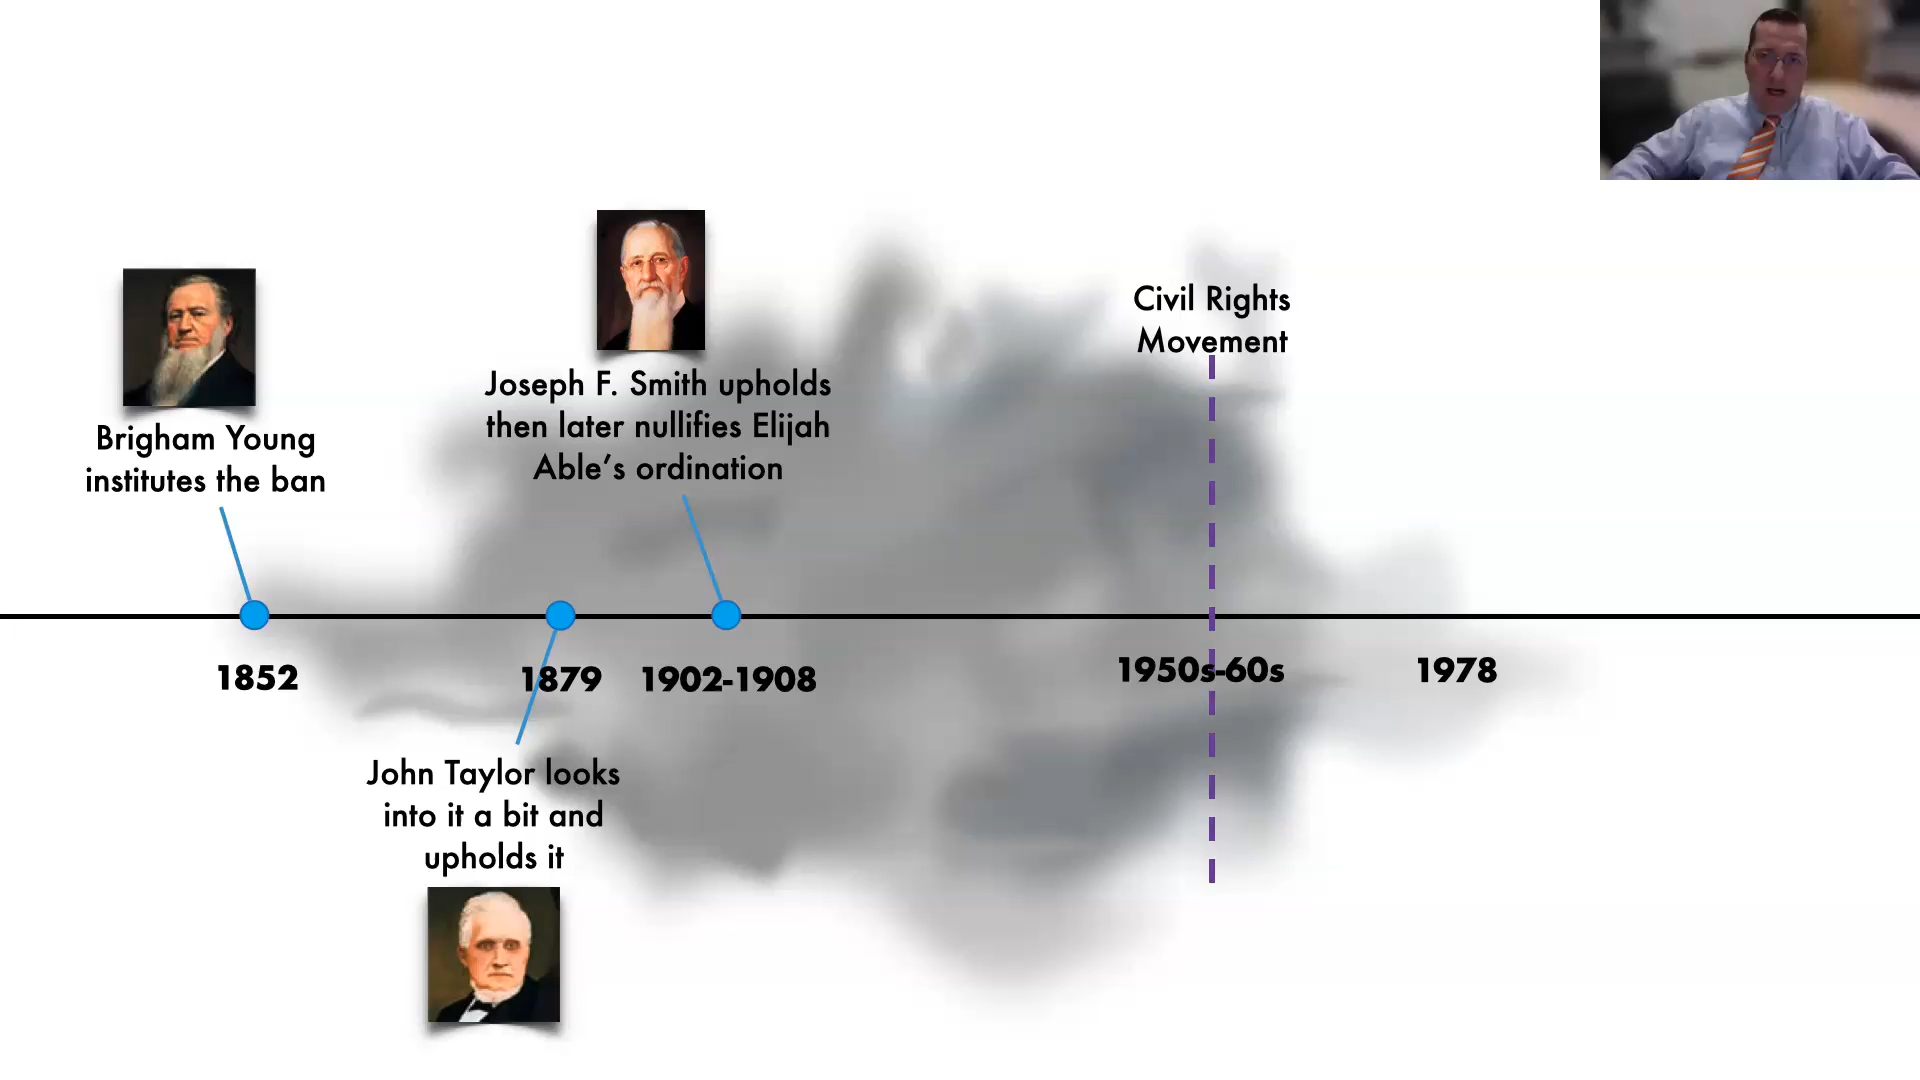 Brigham Young
institutes the ban
Joseph F. Smith upholds
then later nullifies Elijah
Able’s ordination
Civil Rights
Movement
1852
1879
1902-1908
1950s-60s
1978
John Taylor looks
into it a bit and
upholds it